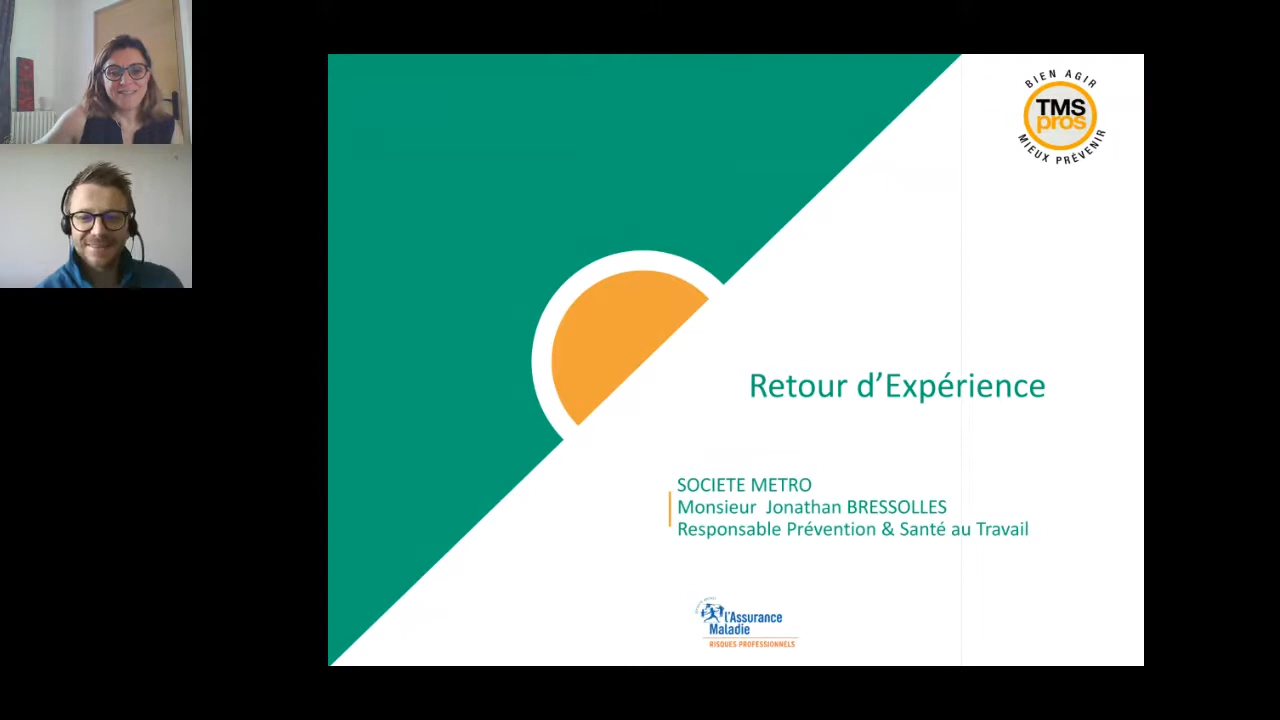 BIEN AGIR
TMS
pros
MIEUX PRÉVENIR
Retour d’Expérience
SOCIETE METRO
Monsieur Jonathan BRESSOLLES
Responsable Prévention & Santé au Travail
l'Assurance
Maladie
RISQUES PROFESSIONNELS